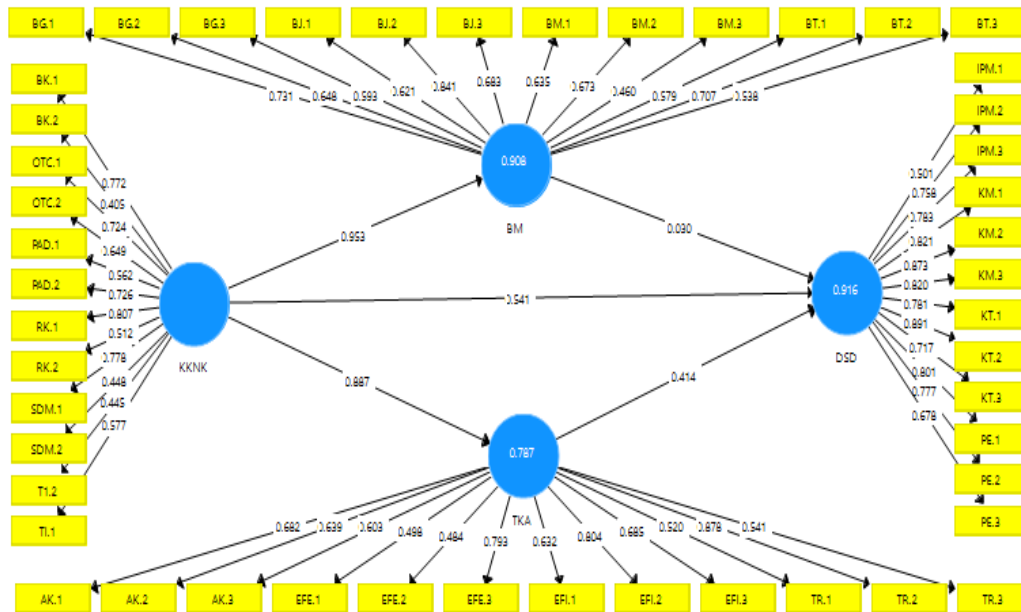 BG.1 BG.2 BG.3 BJ.1 BJ.2 BJ.3 BM.1 BM.2 BM.3 BT.1 BT.2 BT.3
0.731 0.648 0.593 0.621 0.841 0.683 0.635 0.673 0.460 0.579 0.707 0.538
BK.1
BK.2
OTC.1
OTC.2
PAD.1
PAD.2
RK.1
RK.2
SDM.1
SDM.2
T1.2
TI.1
0.772
0.405
0.724
0.649
0.562
0.726
0.807
0.512
0.778
0.448
0.445
0.577
KKNK
0.908
BM
0.953
0.030
0.541
0.887
0.414
0.787
TKA
0.916
DSD
0.501
0.758
0.783
0.821
0.873
0.820
0.781
0.891
0.717
0.801
0.777
0.678
IPM.1
IPM.2
IPM.3
KM.1
KM.2
KM.3
KT.1
KT.2
KT.3
PE.1
PE.2
PE.3
0.682 0.639 0.603 0.498 0.484 0.793 0.632 0.804 0.685 0.520 0.878 0.541
AK.1 AK.2 AK.3 EFE.1 EFE.2 EFE.3 EFI.1 EFI.2 EFI.3 TR.1 TR.2 TR.3